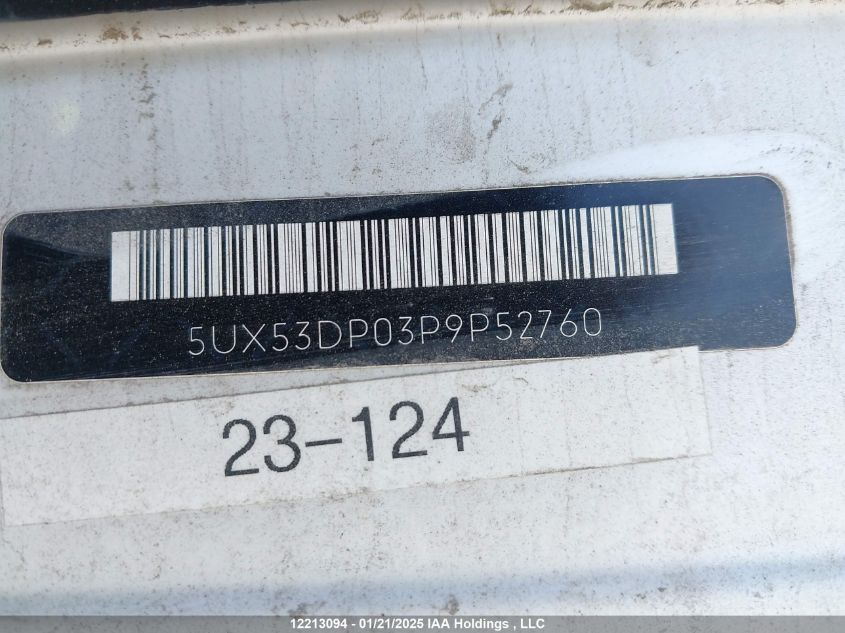 5UX53DP03P9P52760
23-124
12213094 - 01/21/2025 IAA Holdings , LLC